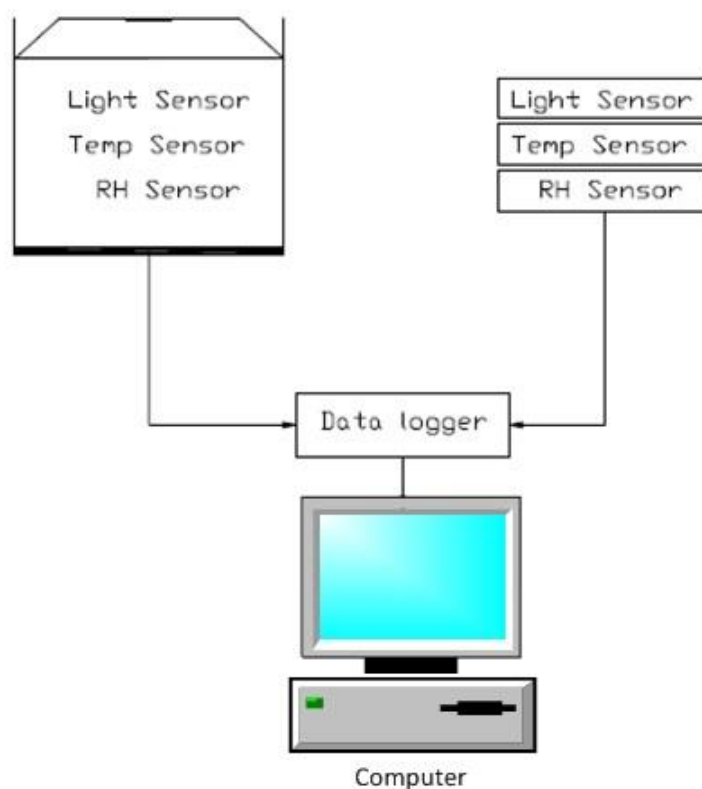 Light Sensor
Temp Sensor
RH Sensor
Light Sensor
Temp Sensor
RH Sensor
Data logger
Computer